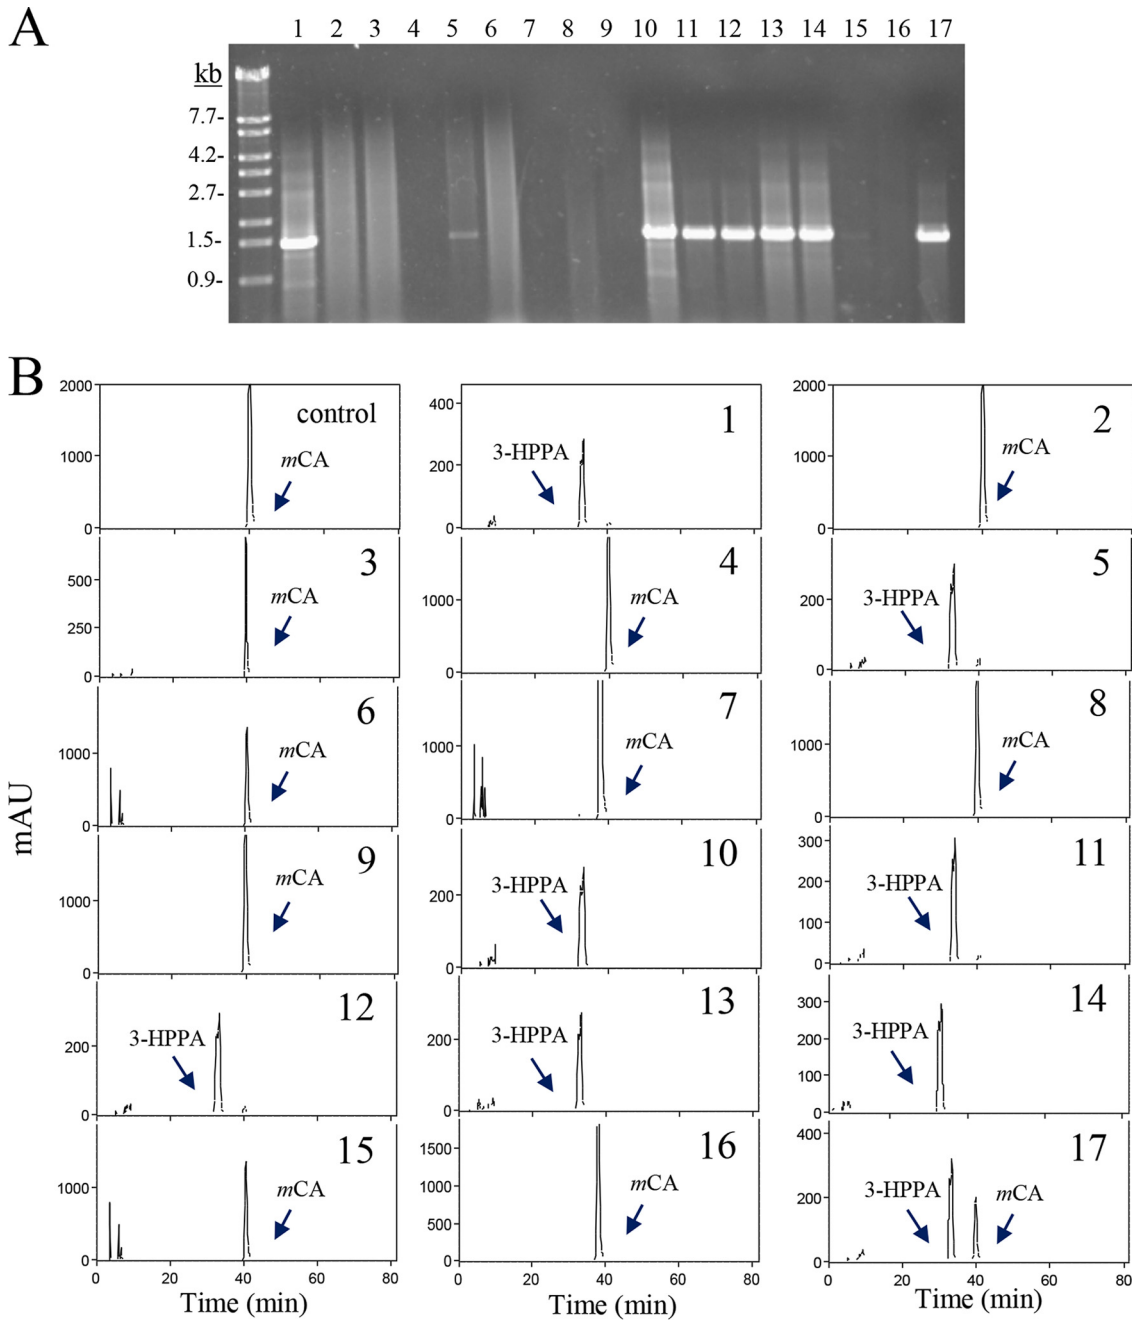 A
1 2 3 4 5 6 7 8 9 10 11 12 13 14 15 16 17
kb
7.7-
4.2-
2.7-
1.5-
0.9-
B
mAU
2000
1000
0
control
mCA
400
200
0
1
3-HPPA
2000
1000
0
2
mCA
500
250
0
3
mCA
1000
0
4
mCA
200
0
5
3-HPPA
1000
0
6
mCA
1000
0
7
mCA
1000
0
8
mCA
1000
0
9
mCA
200
0
10
3-HPPA
300
200
100
0
11
3-HPPA
200
0
12
3-HPPA
200
0
13
3-HPPA
300
200
100
0
14
3-HPPA
1000
0
15
mCA
1500
1000
500
0
16
mCA
400
200
0
17
3-HPPA
mCA
0 20 40 60 80
0 20 40 60 80
0 20 40 60 80
Time (min)
Time (min)
Time (min)